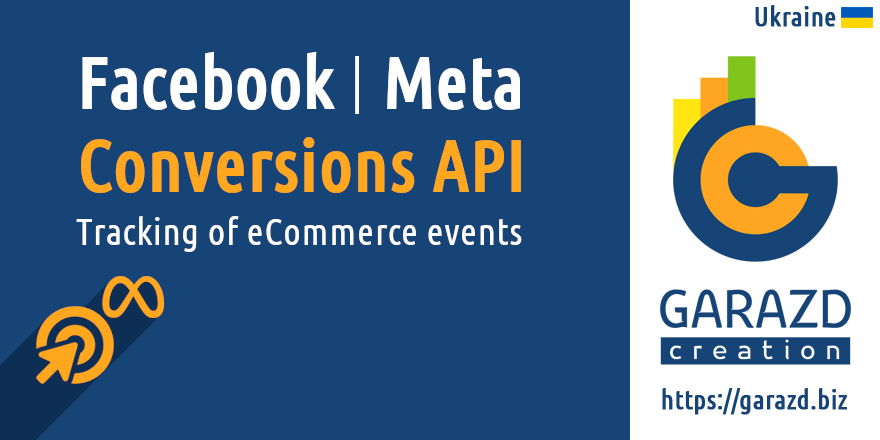 Facebook | Meta
Conversions API
Tracking of eCommerce events
Ukraine
GARAZD
creation
https://garazd.biz